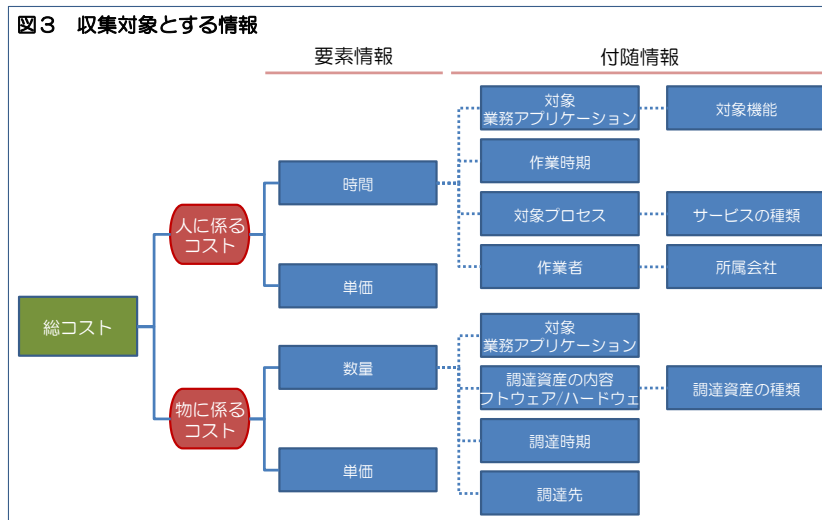 図3 収集対象とする情報
要素情報
付随情報
対象
業務アプリケーション
対象機能
作業時期
時間
対象プロセス
サービスの種類
人に係る
コスト
作業者
所属会社
単価
総コスト
対象
業務アプリケーション
数量
調達資産の内容
フトウェア/ハードウェ
調達資産の種類
物に係る
コスト
調達時期
単価
調達先